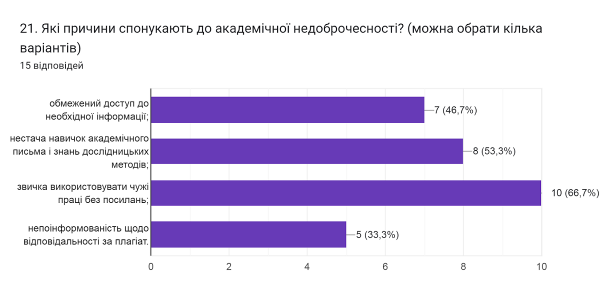 21. Які причини спонукають до академічної недоброчесності? (можна обрати кілька
варіантів)
15 відповідей
обмежений доступ до
необхідної інформації;
7 (46,7%)
нестача навичок академічного
письма і знань дослідницьких
методів;
8 (53,3%)
звичка використовувати чужі
праці без посилань;
10 (66,7%)
непоінформованість щодо
відповідальності за плагіат.
5 (33,3%)
0 2 4 6 8 10